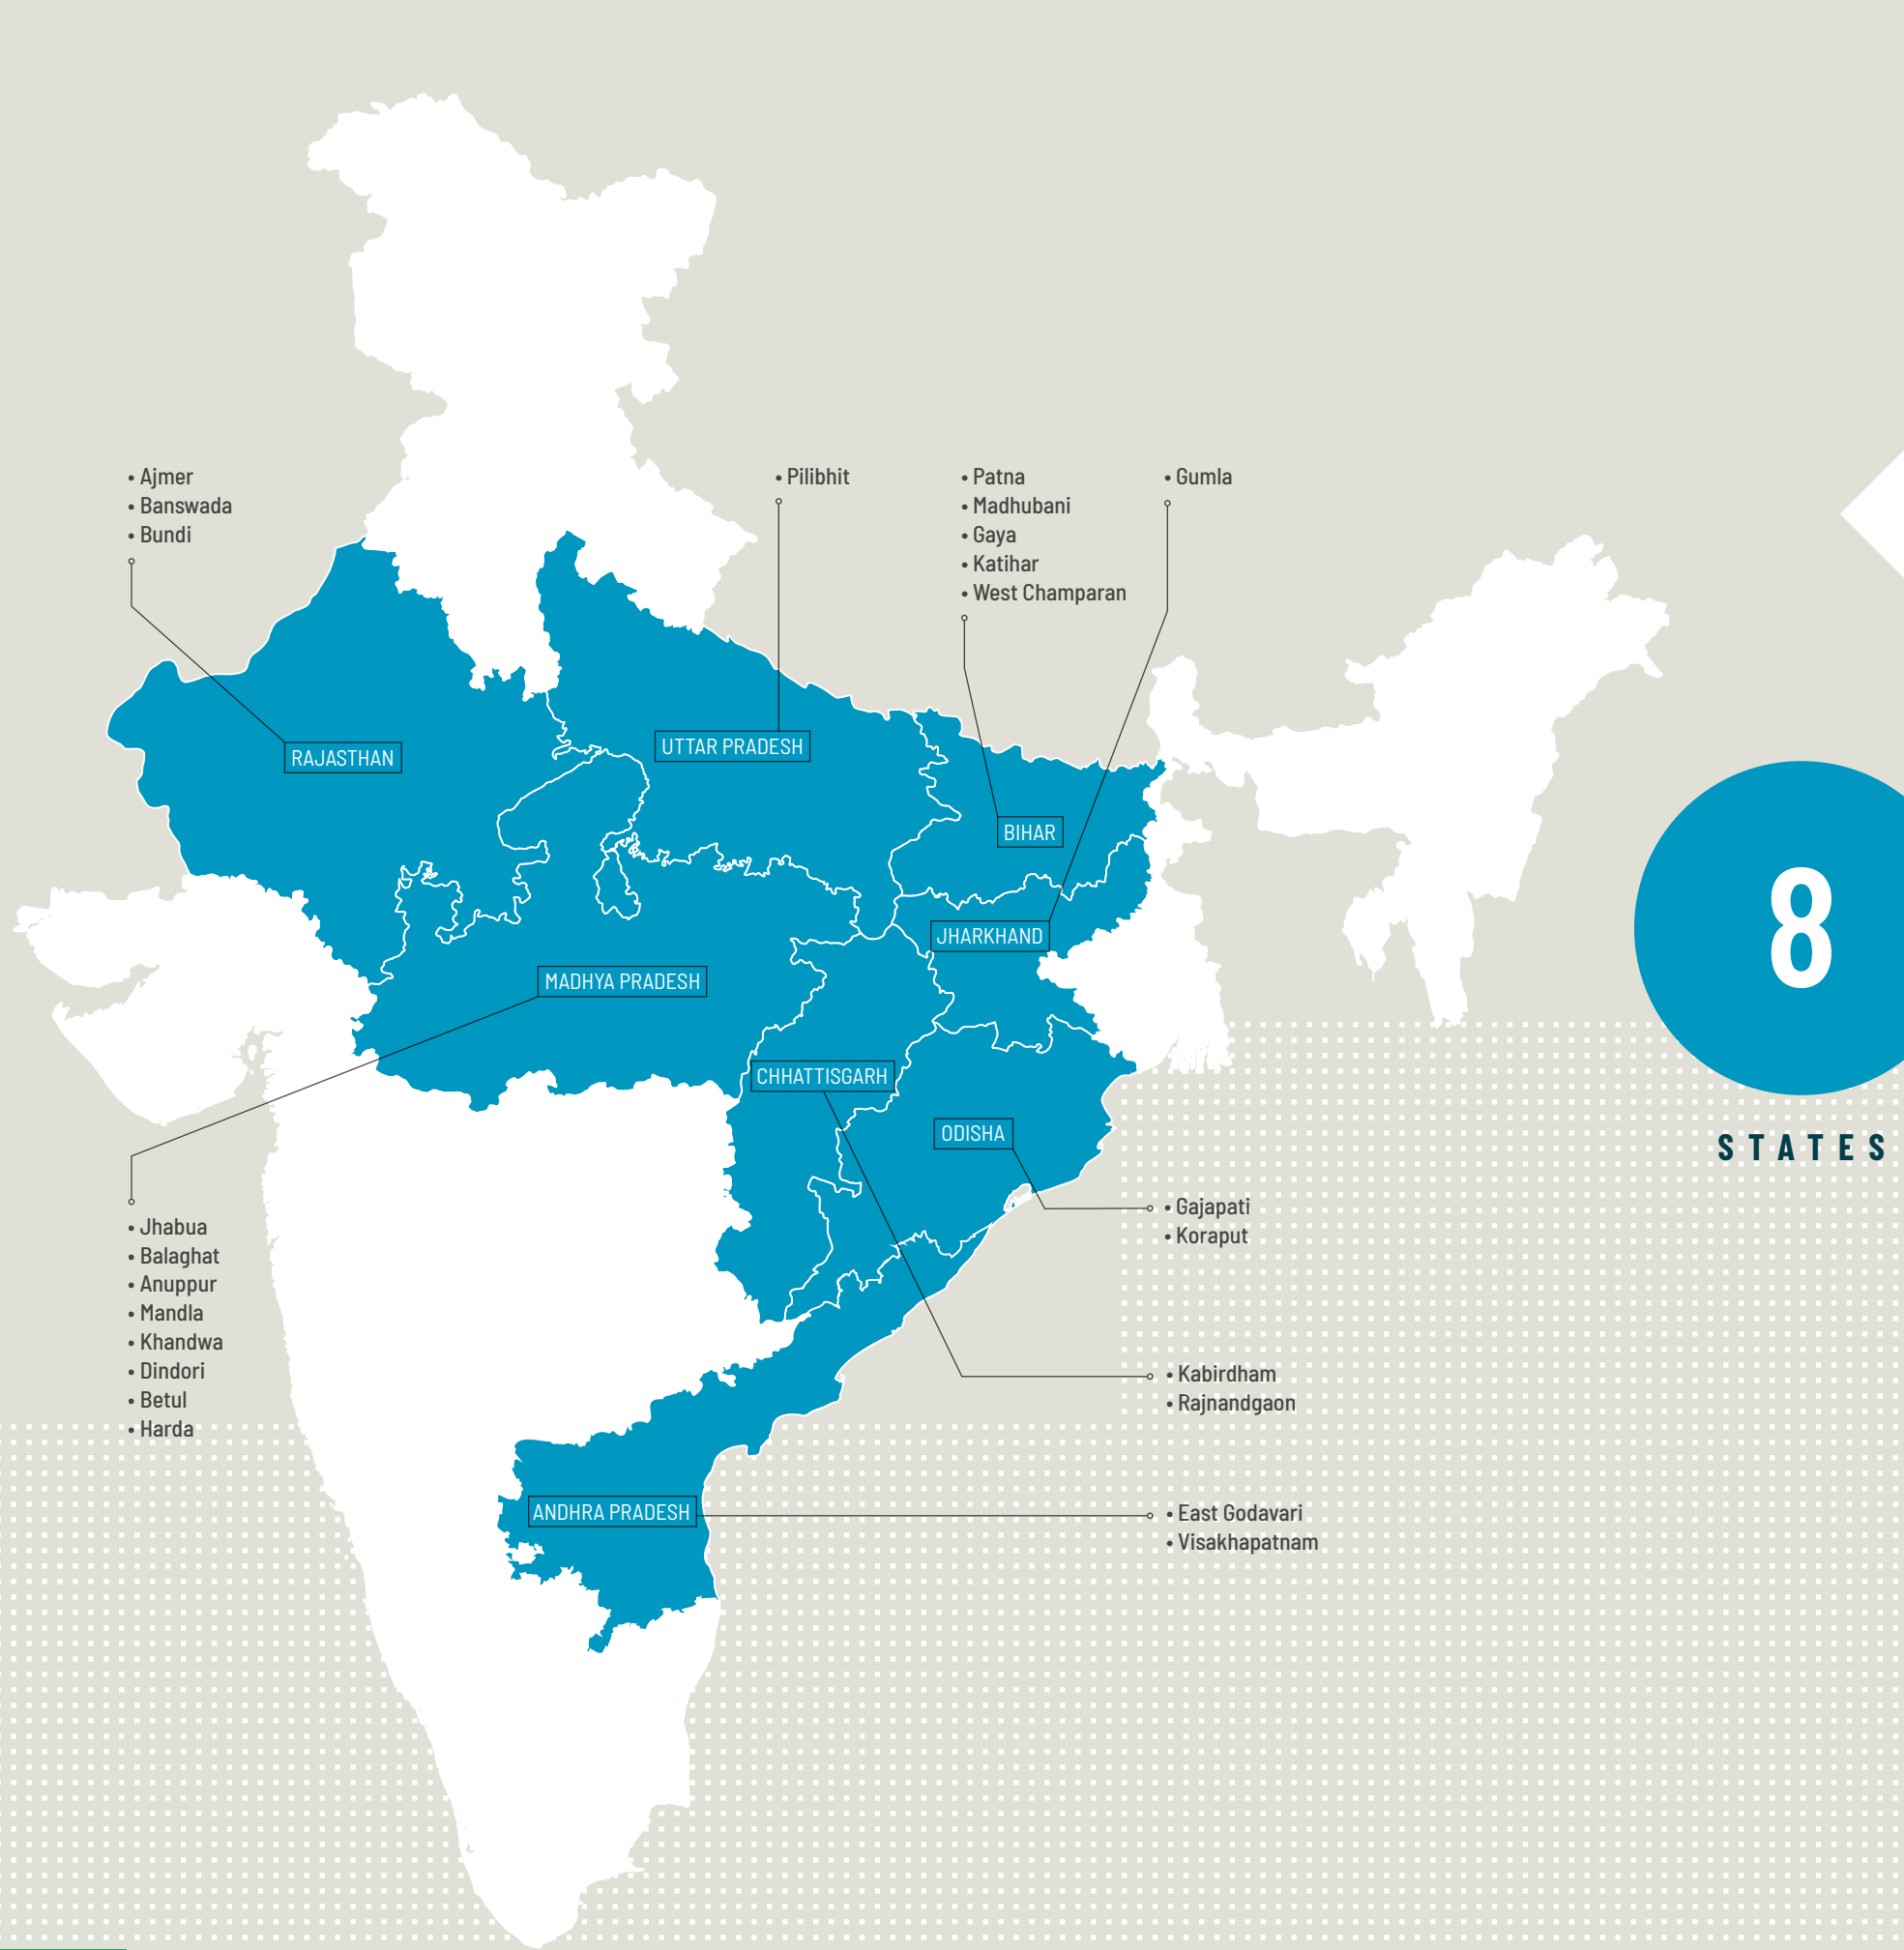 • Ajmer
• Banswada
• Bundi
• Pilibhit
• Patna
• Madhubani
• Gaya
• Katihar
• West Champaran
• Gumla
RAJASTHAN
UTTAR PRADESH
BIHAR
JHARKHAND
MADHYA PRADESH
CHHATTISGARH
ODISHA
8
STATES
• Jhabua
• Balaghat
• Anuppur
• Mandla
• Khandwa
• Dindori
• Betul
• Harda
• Gajapati
• Koraput
• Kabirdham
• Rajnandgaon
ANDHRA PRADESH
• East Godavari
• Visakhapatnam